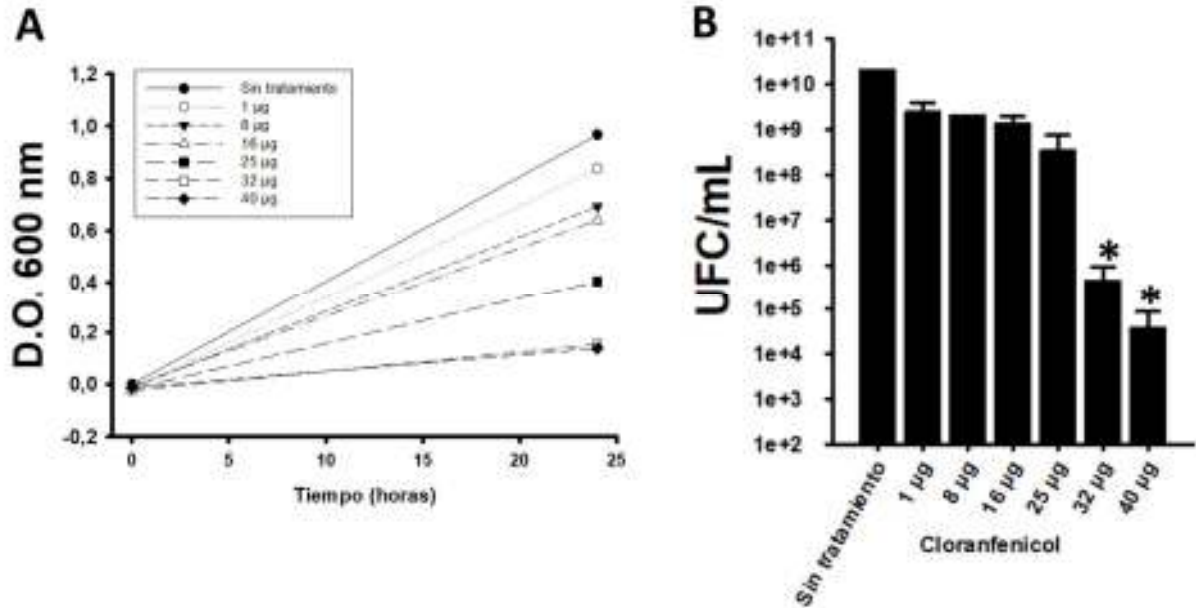 A
D.O. 600 nm
1,2
1,0
0,8
0,6
0,4
0,2
0,0
-0,2
Sin tratamiento
1 µg
8 µg
16 µg
25 µg
32 µg
40 µg
0
5
10
15
20
25
Tiempo (horas)
B
UFC/mL
1e+11
1e+10
1e+9
1e+8
1e+7
1e+6
1e+5
1e+4
1e+3
1e+2
*
*
Sin tratamiento
1 µg
8 µg
16 µg
25 µg
32 µg
40 µg
Cloranfenicol